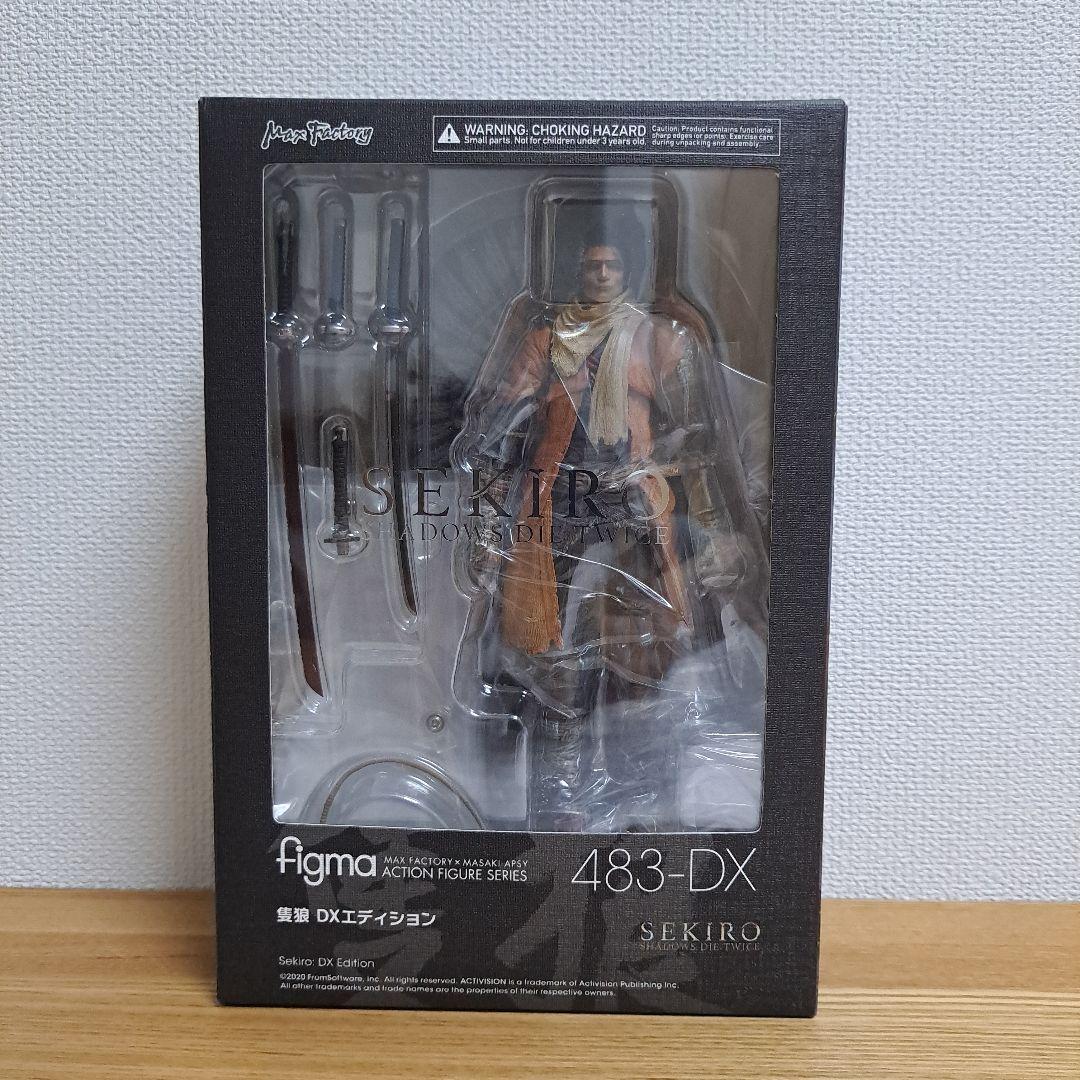 Max Factory
WARNING: CHOKING HAZARD
Small parts. Not for children under 3 years old.
Caution: Product contains functional
sharp edges or points. Exercise care
during unpacking and assembly.
SEKIRO™
SHADOWS DIE TWICE
figma
MAX FACTORY × MASAKI APSY
ACTION FIGURE SERIES
483-DX
隻狼 DXエディション
SEKIRO
SHADOWS DIE TWICE
Sekiro: DX Edition
©2020 FromSoftware, Inc. All rights reserved. ACTIVISION is a trademark of Activision Publishing Inc.
All other trademarks and trade names are the properties of their respective owners.